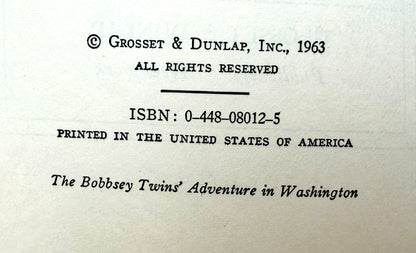 © Grosset & Dunlap, Inc., 1963
ALL RIGHTS RESERVED
ISBN: 0–448–08012–5
PRINTED IN THE UNITED STATES OF AMERICA
The Bobbsey Twins' Adventure in Washington